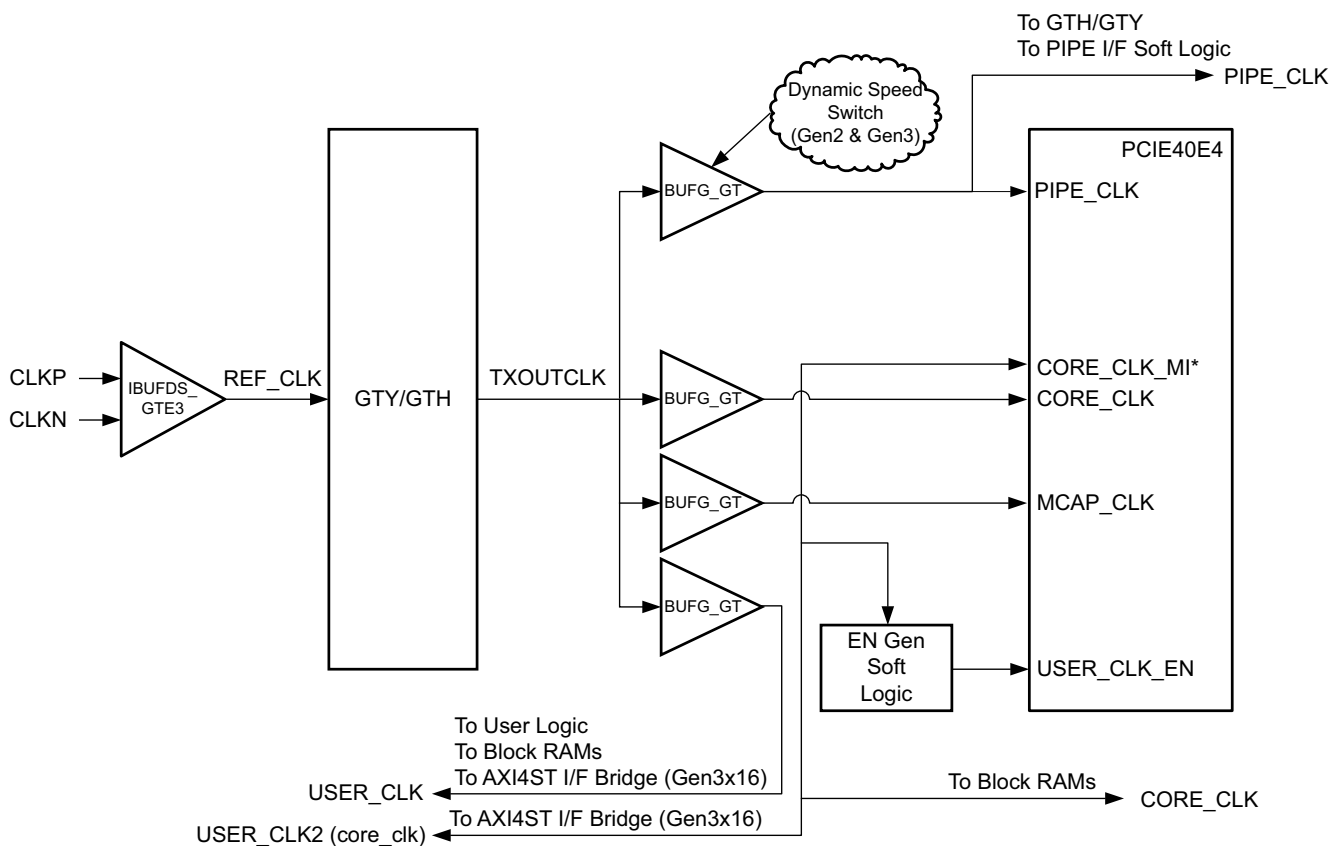 To GTH/GTY
To PIPE I/F Soft Logic
PIPE_CLK
Dynamic Speed
Switch
(Gen2 & Gen3)
PCIE40E4
BUFG_GT
PIPE_CLK
CLKP
CLKN
IBUFDS_
GTE3
REF_CLK
GTY/GTH
TXOUTCLK
BUFG_GT
CORE_CLK_MI*
CORE_CLK
BUFG_GT
MCAP_CLK
BUFG_GT
EN Gen
Soft
Logic
USER_CLK_EN
To User Logic
To Block RAMs
To AXI4ST I/F Bridge (Gen3x16)
USER_CLK
To Block RAMs
CORE_CLK
To AXI4ST I/F Bridge (Gen3x16)
USER_CLK2 (core_clk)